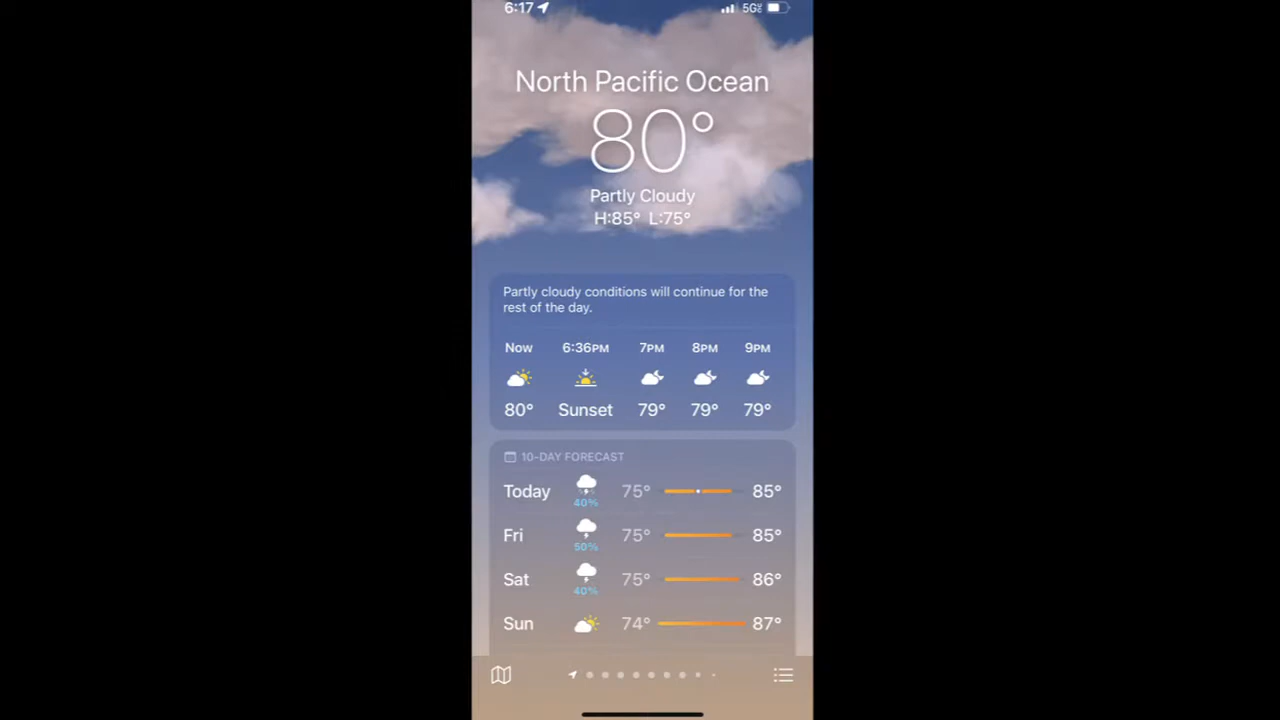 6:17 5G
North Pacific Ocean
80°
Partly Cloudy
H:85° L:75°
Partly cloudy conditions will continue for the
rest of the day.
Now 6:36PM 7PM 8PM 9PM
80° Sunset 79° 79° 79°
10-DAY FORECAST
Today 40% 75° 85°
Fri 50% 75° 85°
Sat 40% 75° 86°
Sun 74° 87°